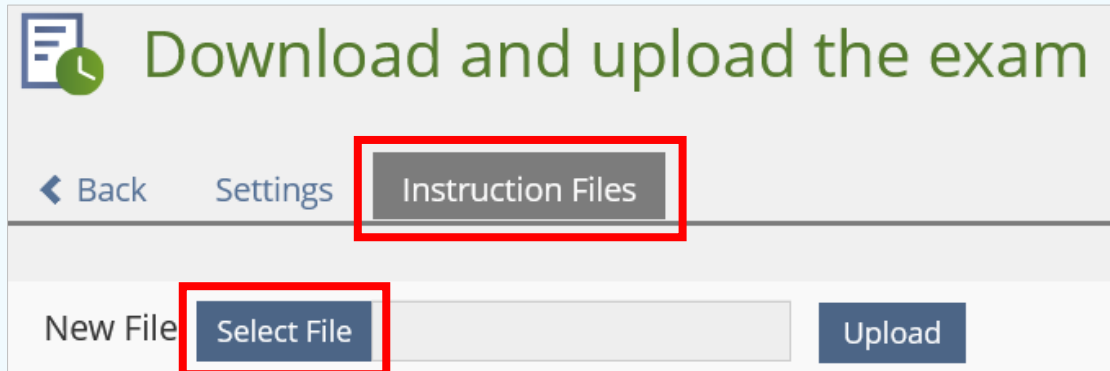 Download and upload the exam
Back Settings Instruction Files
New File Select File Upload